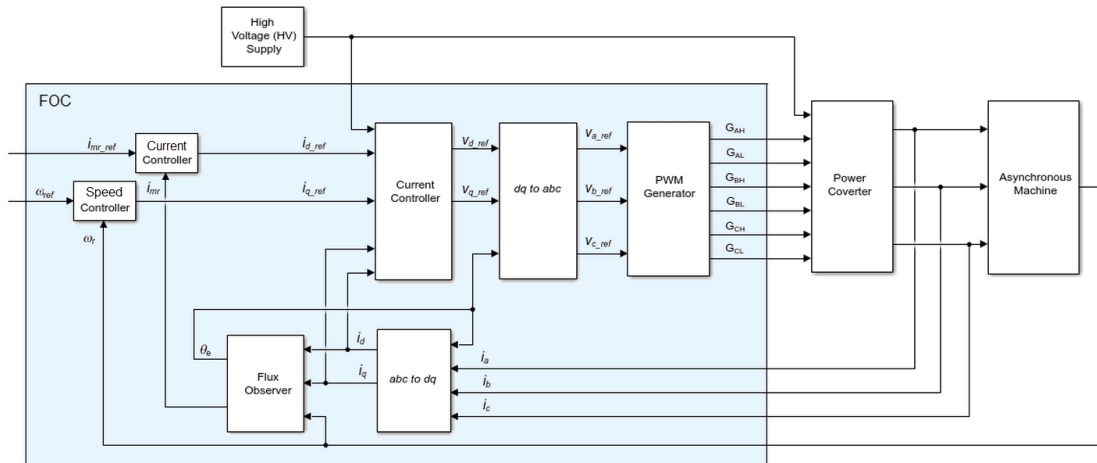 High
Voltage (HV)
Supply
FOC
i_mr_ref
Current
Controller
i_d_ref
i_mr
ω_ref
Speed
Controller
i_q_ref
ω_r
Current
Controller
v_d_ref
v_q_ref
dq to abc
v_a_ref
v_b_ref
v_c_ref
PWM
Generator
G_AH
G_AL
G_BH
G_BL
G_CH
G_CL
Power
Coverter
Asynchronous
Machine
θ_e
Flux
Observer
i_d
i_q
abc to dq
i_a
i_b
i_c